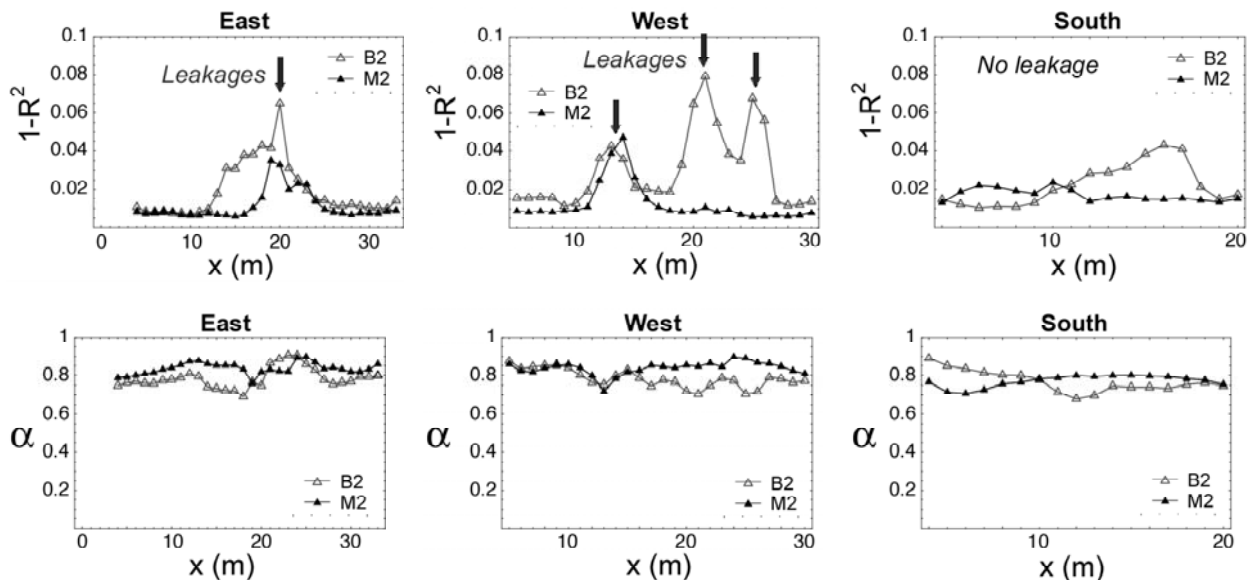 East
0.1
0.08
0.06
0.04
0.02
1-R²
Leakages
B2
M2
0
10
20
30
x (m)
West
0.1
0.08
0.06
0.04
0.02
1-R²
Leakages
B2
M2
10
20
30
x (m)
South
0.1
0.08
0.06
0.04
0.02
1-R²
No leakage
B2
M2
10
20
x (m)
East
1
0.8
0.6
0.4
0.2
α
B2
M2
0
10
20
30
x (m)
West
1
0.8
0.6
0.4
0.2
α
B2
M2
10
20
30
x (m)
South
1
0.8
0.6
0.4
0.2
α
B2
M2
10
20
x (m)